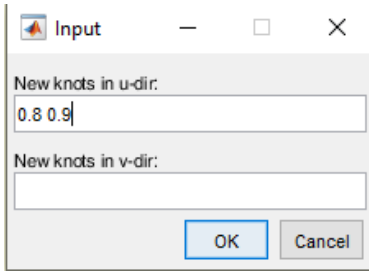 Input
New knots in u-dir:
0.8 0.9
New knots in v-dir:
OK Cancel